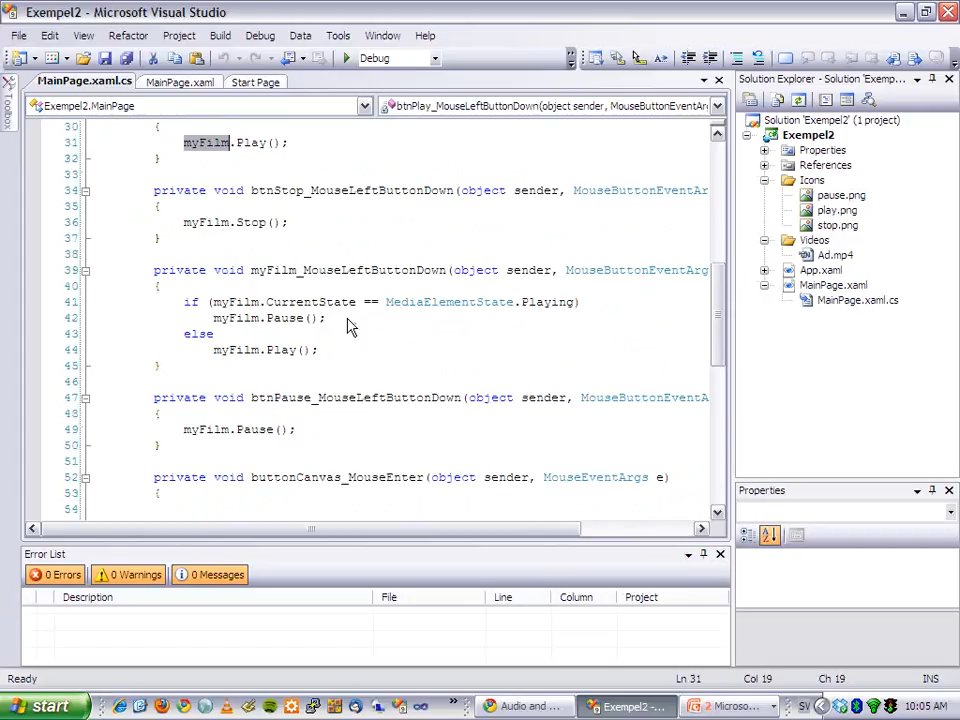 Exempel2 - Microsoft Visual Studio
File Edit View Refactor Project Build Debug Data Tools Window Help
Debug
MainPage.xaml.cs MainPage.xaml Start Page
Exempel2.MainPage btnPlay_MouseLeftButtonDown(object sender, MouseButtonEventAr
30 {
31 myFilm.Play();
32 }
33
34 private void btnStop_MouseLeftButtonDown(object sender, MouseButtonEventAr
35 {
36 myFilm.Stop();
37 }
38
39 private void myFilm_MouseLeftButtonDown(object sender, MouseButtonEventArg
40 {
41 if (myFilm.CurrentState == MediaElementState.Playing)
42 myFilm.Pause();
43 else
44 myFilm.Play();
45 }
46
47 private void btnPause_MouseLeftButtonDown(object sender, MouseButtonEventA
48 {
49 myFilm.Pause();
50 }
51
52 private void buttonCanvas_MouseEnter(object sender, MouseEventArgs e)
53 {
54
Toolbox
Solution Explorer - Solution 'Exemp...
Solution 'Exempel2' (1 project)
Exempel2
Properties
References
Icons
pause.png
play.png
stop.png
Videos
Ad.mp4
App.xaml
MainPage.xaml
MainPage.xaml.cs
Properties
Error List
0 Errors 0 Warnings 0 Messages
Description File Line Column Project
Ready Ln 31 Col 19 Ch 19 INS
start Audio and ... Exempel2 -... 2 Microso... SV 10:05 AM